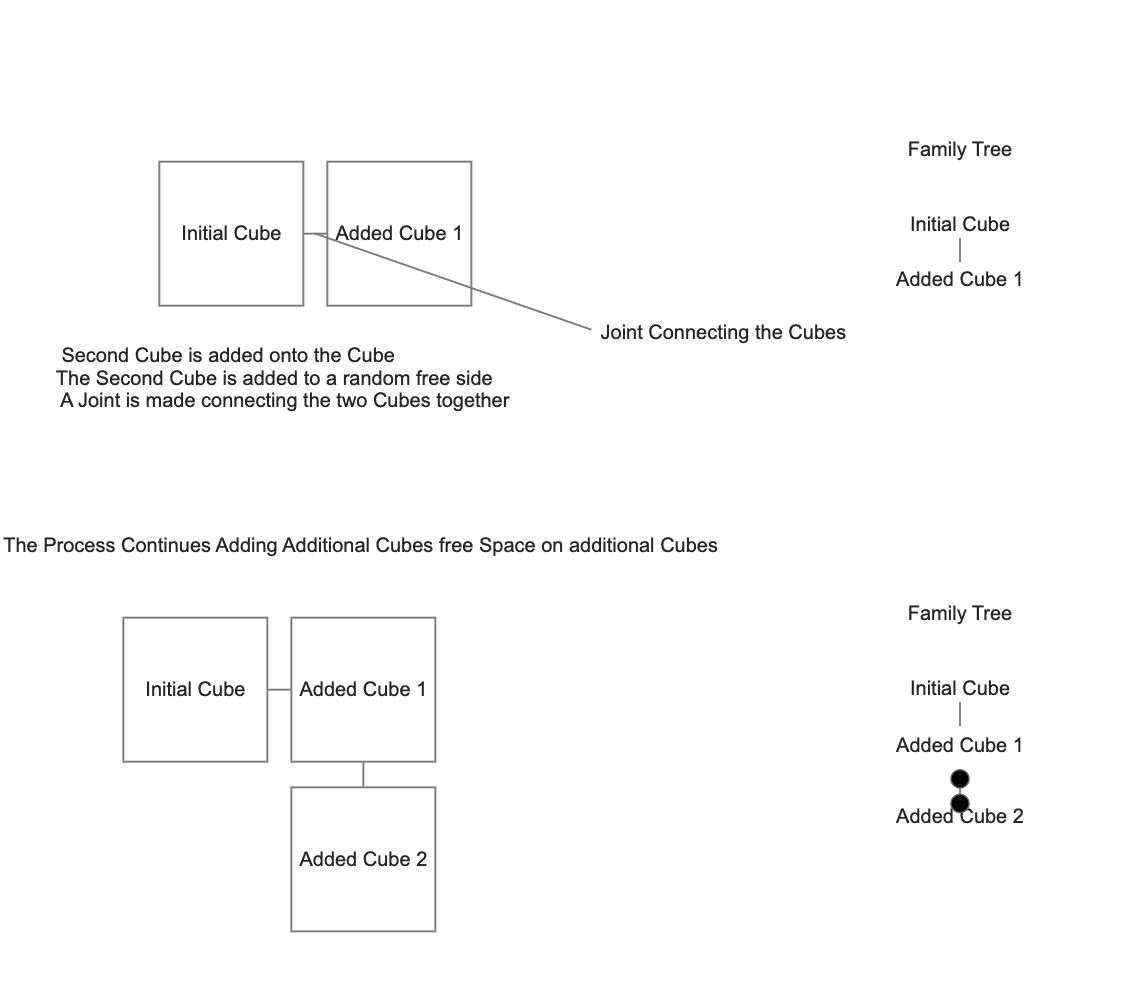 Family Tree
Initial Cube
Added Cube 1
Initial Cube
Added Cube 1
Joint Connecting the Cubes
Second Cube is added onto the Cube
The Second Cube is added to a random free side
A Joint is made connecting the two Cubes together
The Process Continues Adding Additional Cubes free Space on additional Cubes
Family Tree
Initial Cube
Added Cube 1
Initial Cube
Added Cube 1
Added Cube 2
Added Cube 2